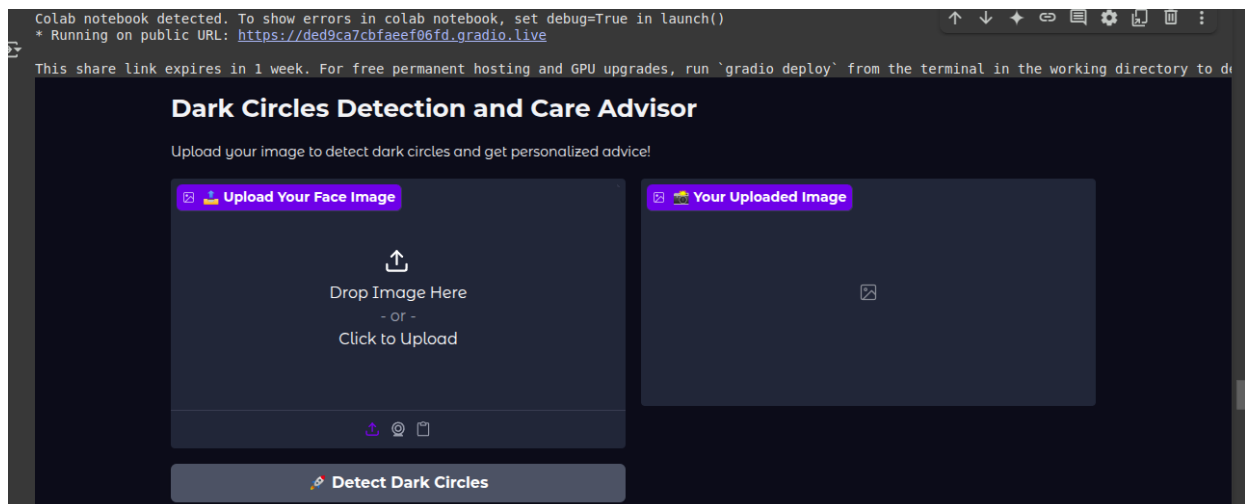 Colab notebook detected. To show errors in colab notebook, set debug=True in launch()
* Running on public URL: https://ded9ca7cbfaeef06fd.gradio.live
This share link expires in 1 week. For free permanent hosting and GPU upgrades, run `gradio deploy` from the terminal in the working directory to de
Dark Circles Detection and Care Advisor
Upload your image to detect dark circles and get personalized advice!
📤 Upload Your Face Image
📸 Your Uploaded Image
Drop Image Here
- or -
Click to Upload
🚀 Detect Dark Circles